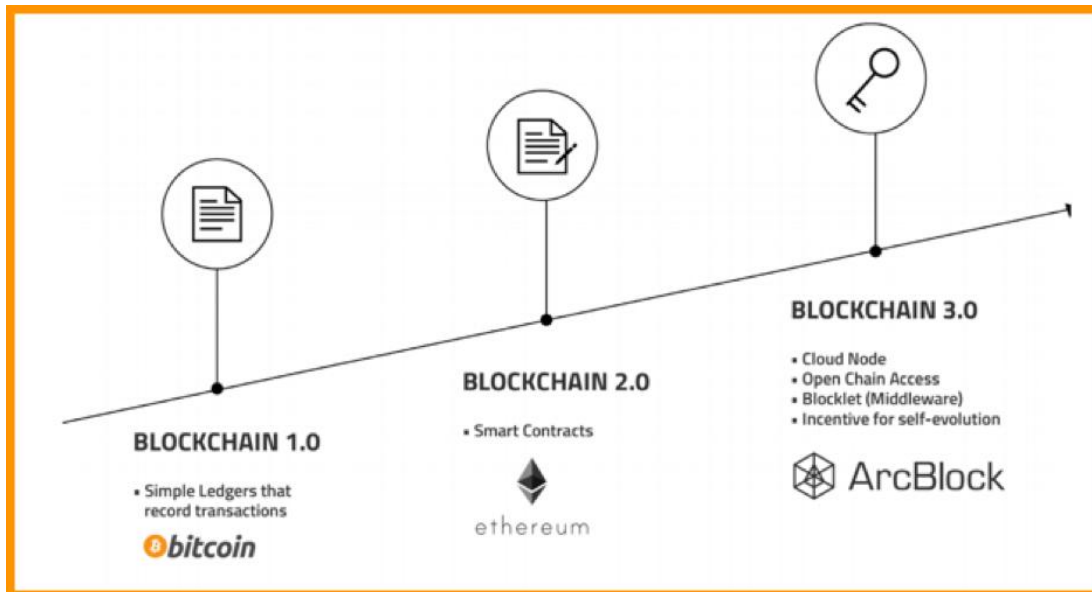 BLOCKCHAIN 1.0
▪ Simple Ledgers that
record transactions
bitcoin
BLOCKCHAIN 2.0
▪ Smart Contracts
ethereum
BLOCKCHAIN 3.0
▪ Cloud Node
▪ Open Chain Access
▪ Blocklet (Middleware)
▪ Incentive for self-evolution
ArcBlock